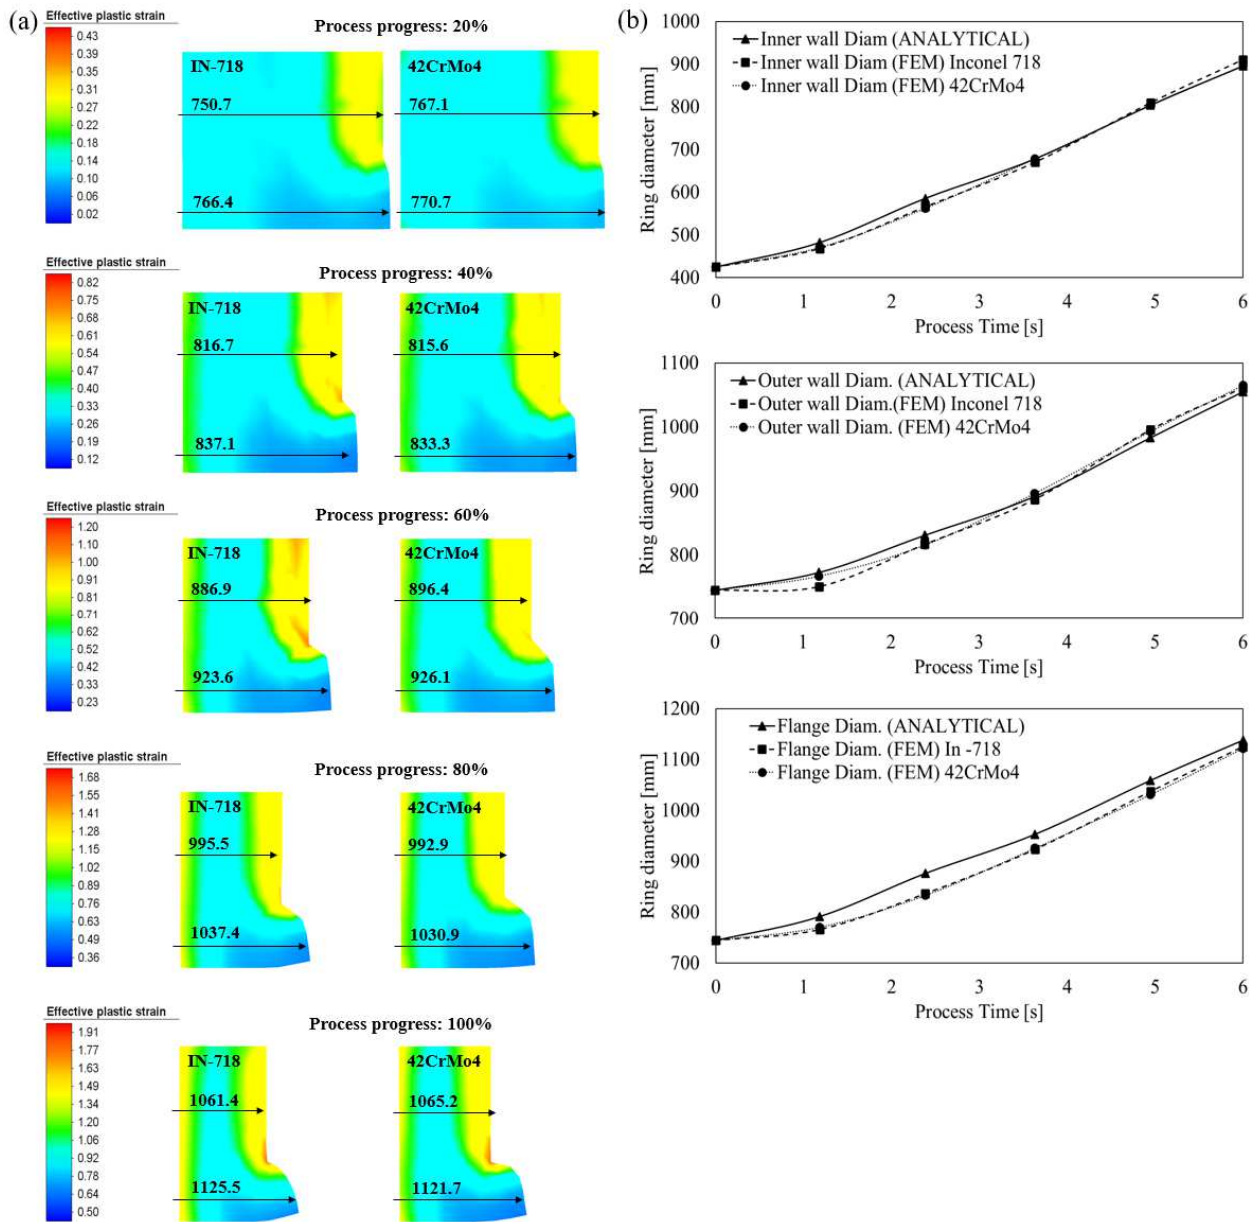 (a)
Effective plastic strain
0.43
0.39
0.35
0.31
0.26
0.22
0.18
0.14
0.10
0.06
0.02
Process progress: 20%
IN-718
750.7
766.4
42CrMo4
767.1
770.7
Effective plastic strain
0.82
0.75
0.68
0.61
0.54
0.47
0.40
0.33
0.26
0.19
0.12
Process progress: 40%
IN-718
816.7
837.1
42CrMo4
815.6
833.3
Effective plastic strain
1.20
1.00
0.91
0.81
0.71
0.62
0.52
0.42
0.33
0.23
Process progress: 60%
IN-718
886.9
923.6
42CrMo4
896.4
926.1
Effective plastic strain
1.68
1.55
1.41
1.28
1.15
1.02
0.89
0.76
0.62
0.49
0.36
Process progress: 80%
IN-718
995.5
1037.4
42CrMo4
992.9
1030.9
Effective plastic strain
1.91
1.77
1.63
1.49
1.34
1.20
1.06
0.92
0.78
0.64
0.50
Process progress: 100%
IN-718
1061.4
1125.5
42CrMo4
1065.2
1121.7
(b)
Ring diameter [mm]
1000
900
800
700
600
500
400
Inner wall Diam (ANALYTICAL)
Inner wall Diam (FEM) Inconel 718
Inner wall Diam (FEM) 42CrMo4
0 1 2 3 4 5 6
Process Time [s]
Ring diameter [mm]
1100
1000
900
800
700
Outer wall Diam. (ANALYTICAL)
Outer wall Diam.(FEM) Inconel 718
Outer wall Diam. (FEM) 42CrMo4
0 1 2 3 4 5 6
Process Time [s]
Ring diameter [mm]
1200
1100
1000
900
800
700
Flange Diam. (ANALYTICAL)
Flange Diam. (FEM) In -718
Flange Diam. (FEM) 42CrMo4
0 1 2 3 4 5 6
Process Time [s]